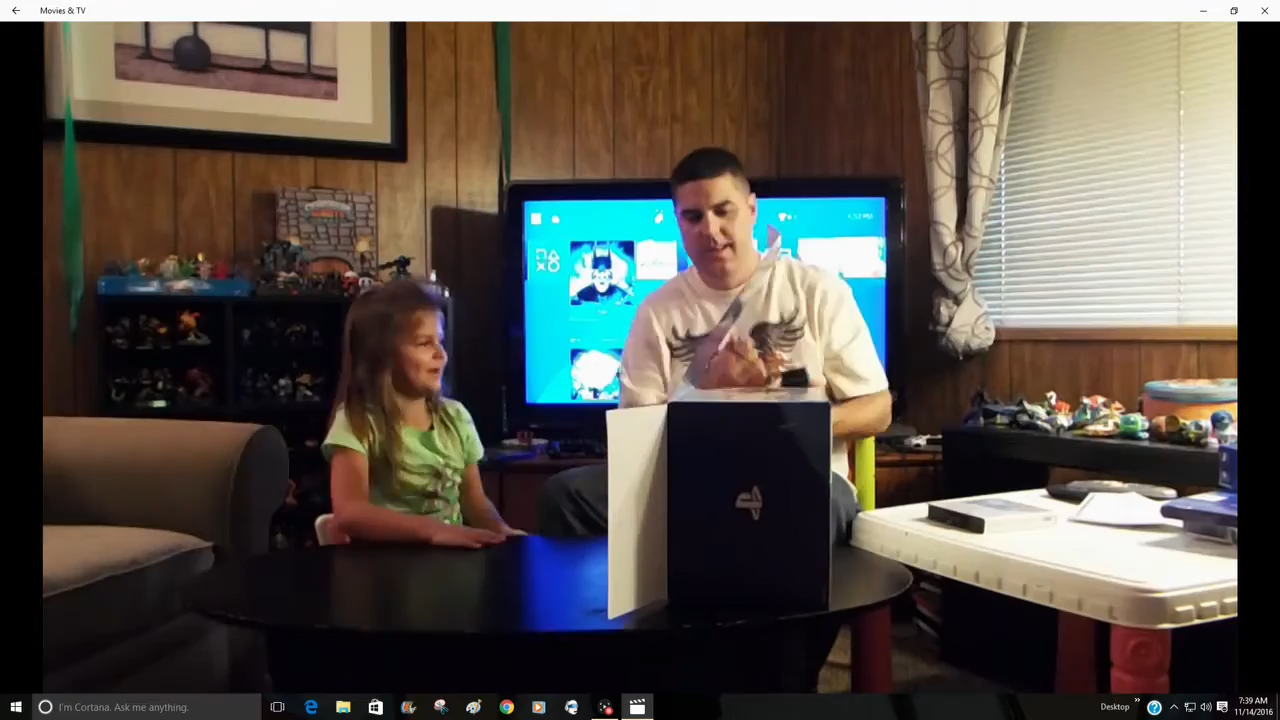 Movies & TV
I'm Cortana. Ask me anything.
Desktop
7:39 AM
11/14/2016